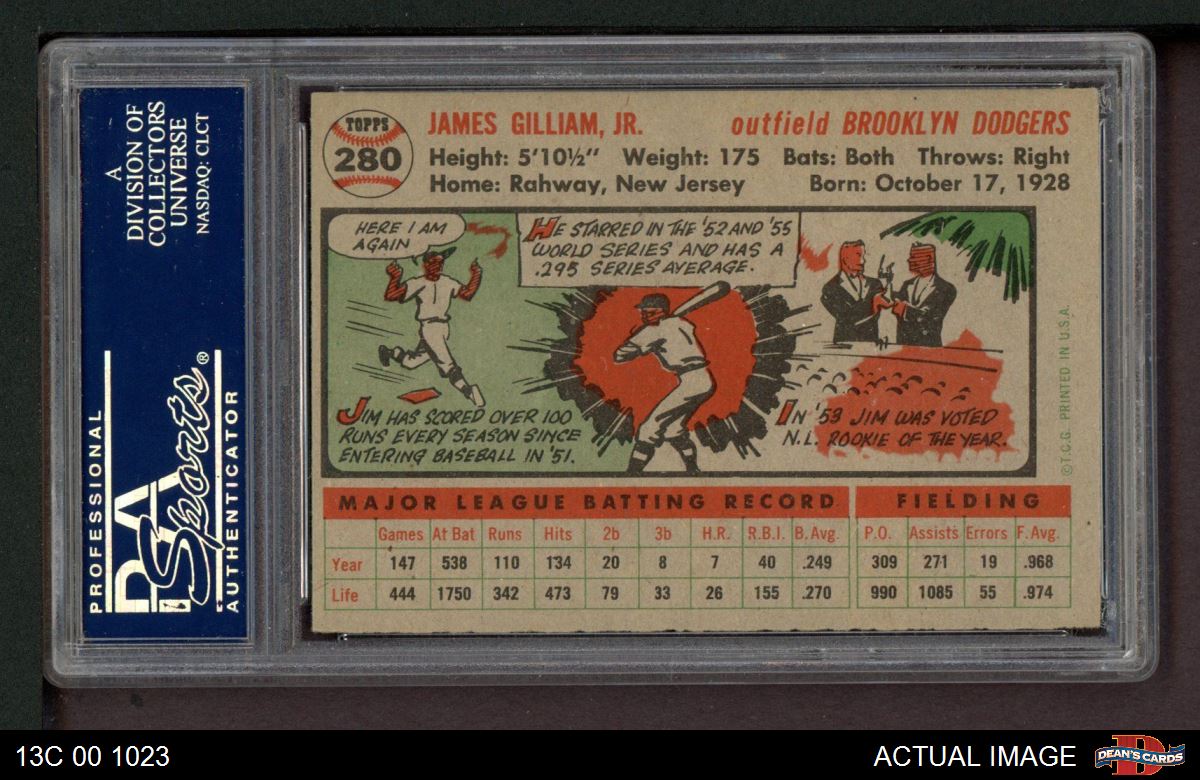 A
DIVISION OF
COLLECTORS
UNIVERSE
NASDAQ: CLCT
PROFESSIONAL
PSA
Sports®
AUTHENTICATOR
TOPPS
280
JAMES GILLIAM, JR. outfield BROOKLYN DODGERS
Height: 5'10½" Weight: 175 Bats: Both Throws: Right
Home: Rahway, New Jersey Born: October 17, 1928
HERE I AM
AGAIN
JIM HAS SCORED OVER 100
RUNS EVERY SEASON SINCE
ENTERING BASEBALL IN '51.
HE STARRED IN THE '52 AND '55
WORLD SERIES AND HAS A
.295 SERIES AVERAGE.
IN '53 JIM WAS VOTED
N.L. ROOKIE OF THE YEAR.
©T.C.G. PRINTED IN U.S.A.
MAJOR LEAGUE BATTING RECORD FIELDING
Games At Bat Runs Hits 2b 3b H.R. R.B.I. B.Avg. P.O. Assists Errors F.Avg.
Year 147 538 110 134 20 8 7 40 .249 309 271 19 .968
Life 444 1750 342 473 79 33 26 155 .270 990 1085 55 .974
13C 00 1023
ACTUAL IMAGE
D
DEAN'S CARDS